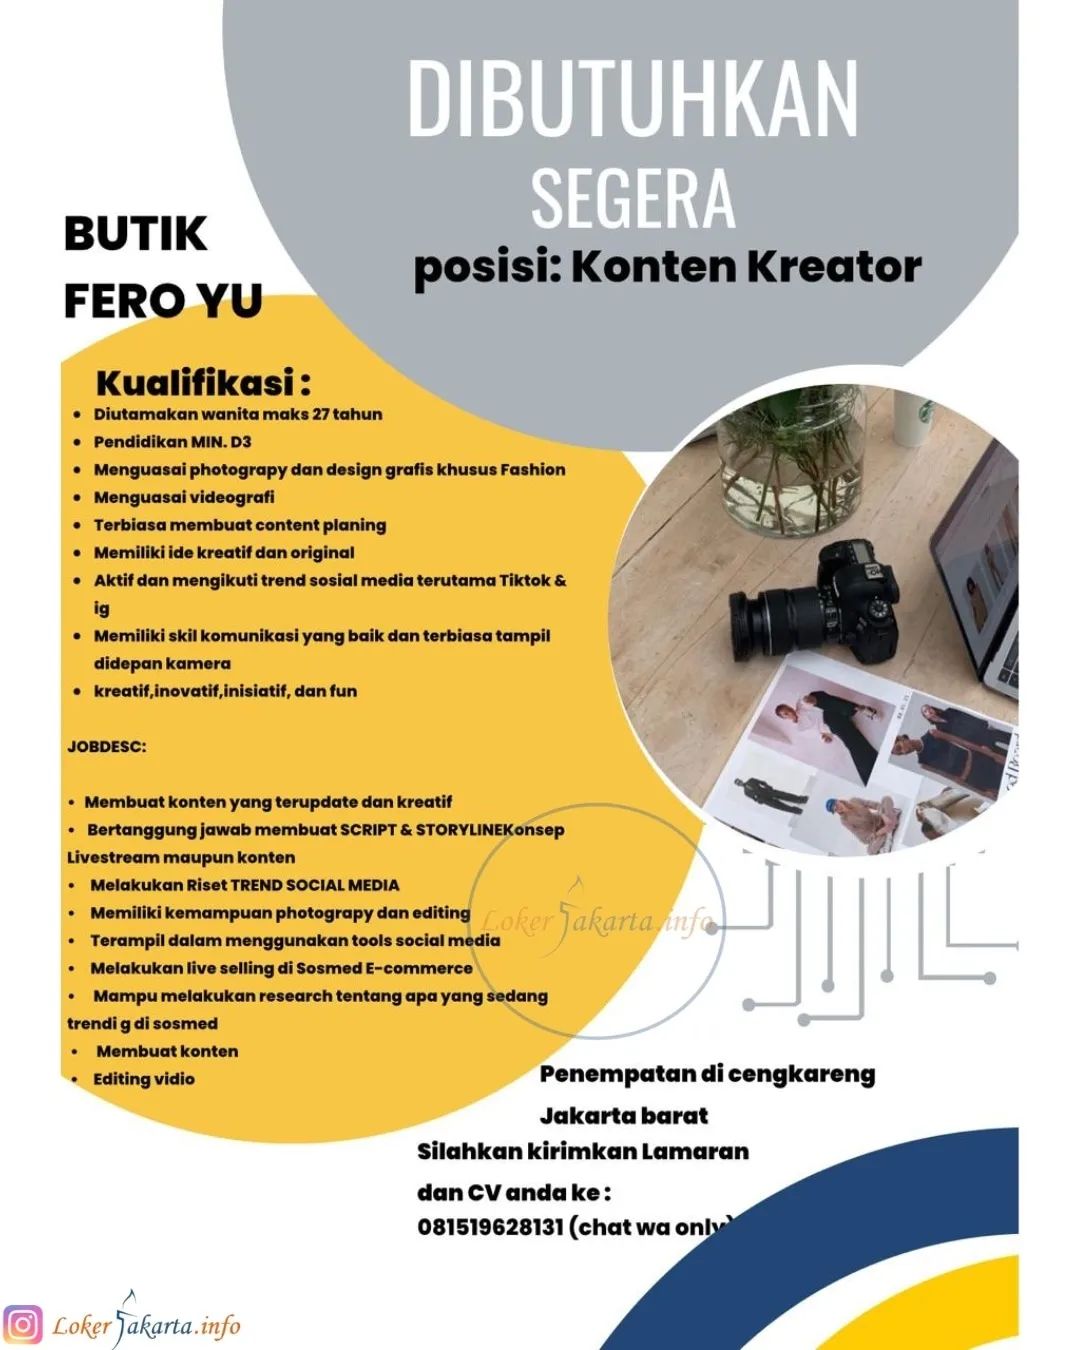 DIBUTUHKAN
SEGERA
posisi: Konten Kreator
BUTIK
FERO YU
Kualifikasi :
• Diutamakan wanita maks 27 tahun
• Pendidikan MIN. D3
• Menguasai photograpy dan design grafis khusus Fashion
• Menguasai videografi
• Terbiasa membuat content planing
• Memiliki ide kreatif dan original
• Aktif dan mengikuti trend sosial media terutama Tiktok &
ig
• Memiliki skil komunikasi yang baik dan terbiasa tampil
didepan kamera
• kreatif,inovatif,inisiatif, dan fun
JOBDESC:
• Membuat konten yang terupdate dan kreatif
• Bertanggung jawab membuat SCRIPT & STORYLINEKonsep
Livestream maupun konten
• Melakukan Riset TREND SOCIAL MEDIA
• Memiliki kemampuan photograpy dan editing
• Terampil dalam menggunakan tools social media
• Melakukan live selling di Sosmed E-commerce
• Mampu melakukan research tentang apa yang sedang
trendi g di sosmed
• Membuat konten
• Editing vidio
Loker Jakarta.info
Penempatan di cengkareng
Jakarta barat
Silahkan kirimkan Lamaran
dan CV anda ke :
081519628131 (chat wa only)
Loker Jakarta.info